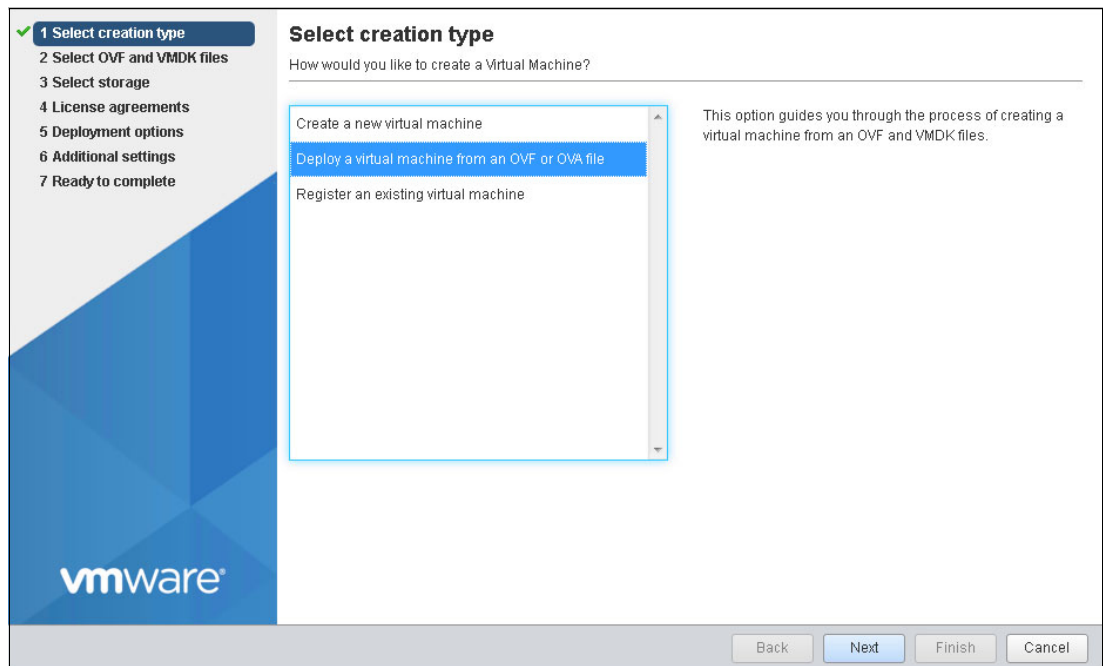 1 Select creation type
2 Select OVF and VMDK files
3 Select storage
4 License agreements
5 Deployment options
6 Additional settings
7 Ready to complete
vmware®
Select creation type
How would you like to create a Virtual Machine?
Create a new virtual machine
Deploy a virtual machine from an OVF or OVA file
Register an existing virtual machine
This option guides you through the process of creating a
virtual machine from an OVF and VMDK files.
Back
Next
Finish
Cancel